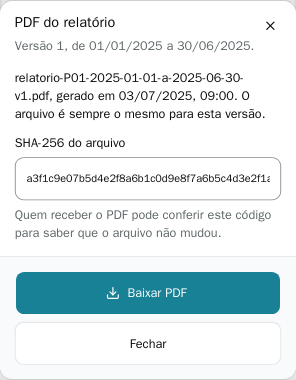 PDF do relatório
Versão 1, de 01/01/2025 a 30/06/2025.
relatorio-P01-2025-01-01-a-2025-06-30-
v1.pdf, gerado em 03/07/2025, 09:00. O
arquivo é sempre o mesmo para esta versão.
SHA-256 do arquivo
a3f1c9e07b5d4e2f8a6b1c0d9e8f7a6b5c4d3e2f1a
Quem receber o PDF pode conferir este código
para saber que o arquivo não mudou.
Baixar PDF
Fechar